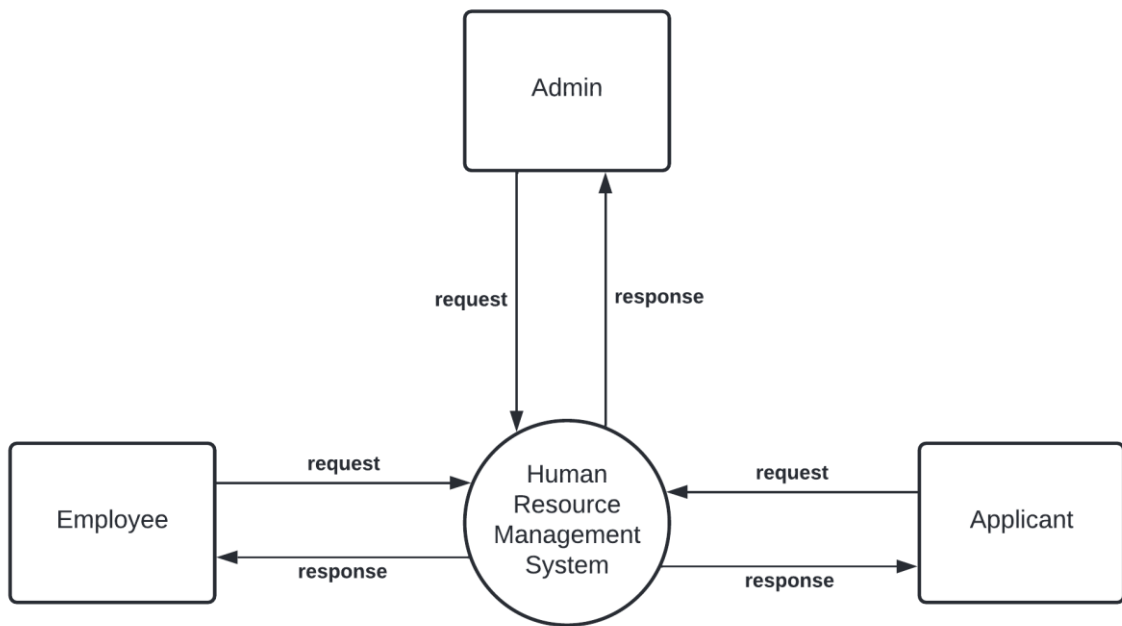 Admin
request
response
Employee
request
response
Human
Resource
Management
System
request
response
Applicant